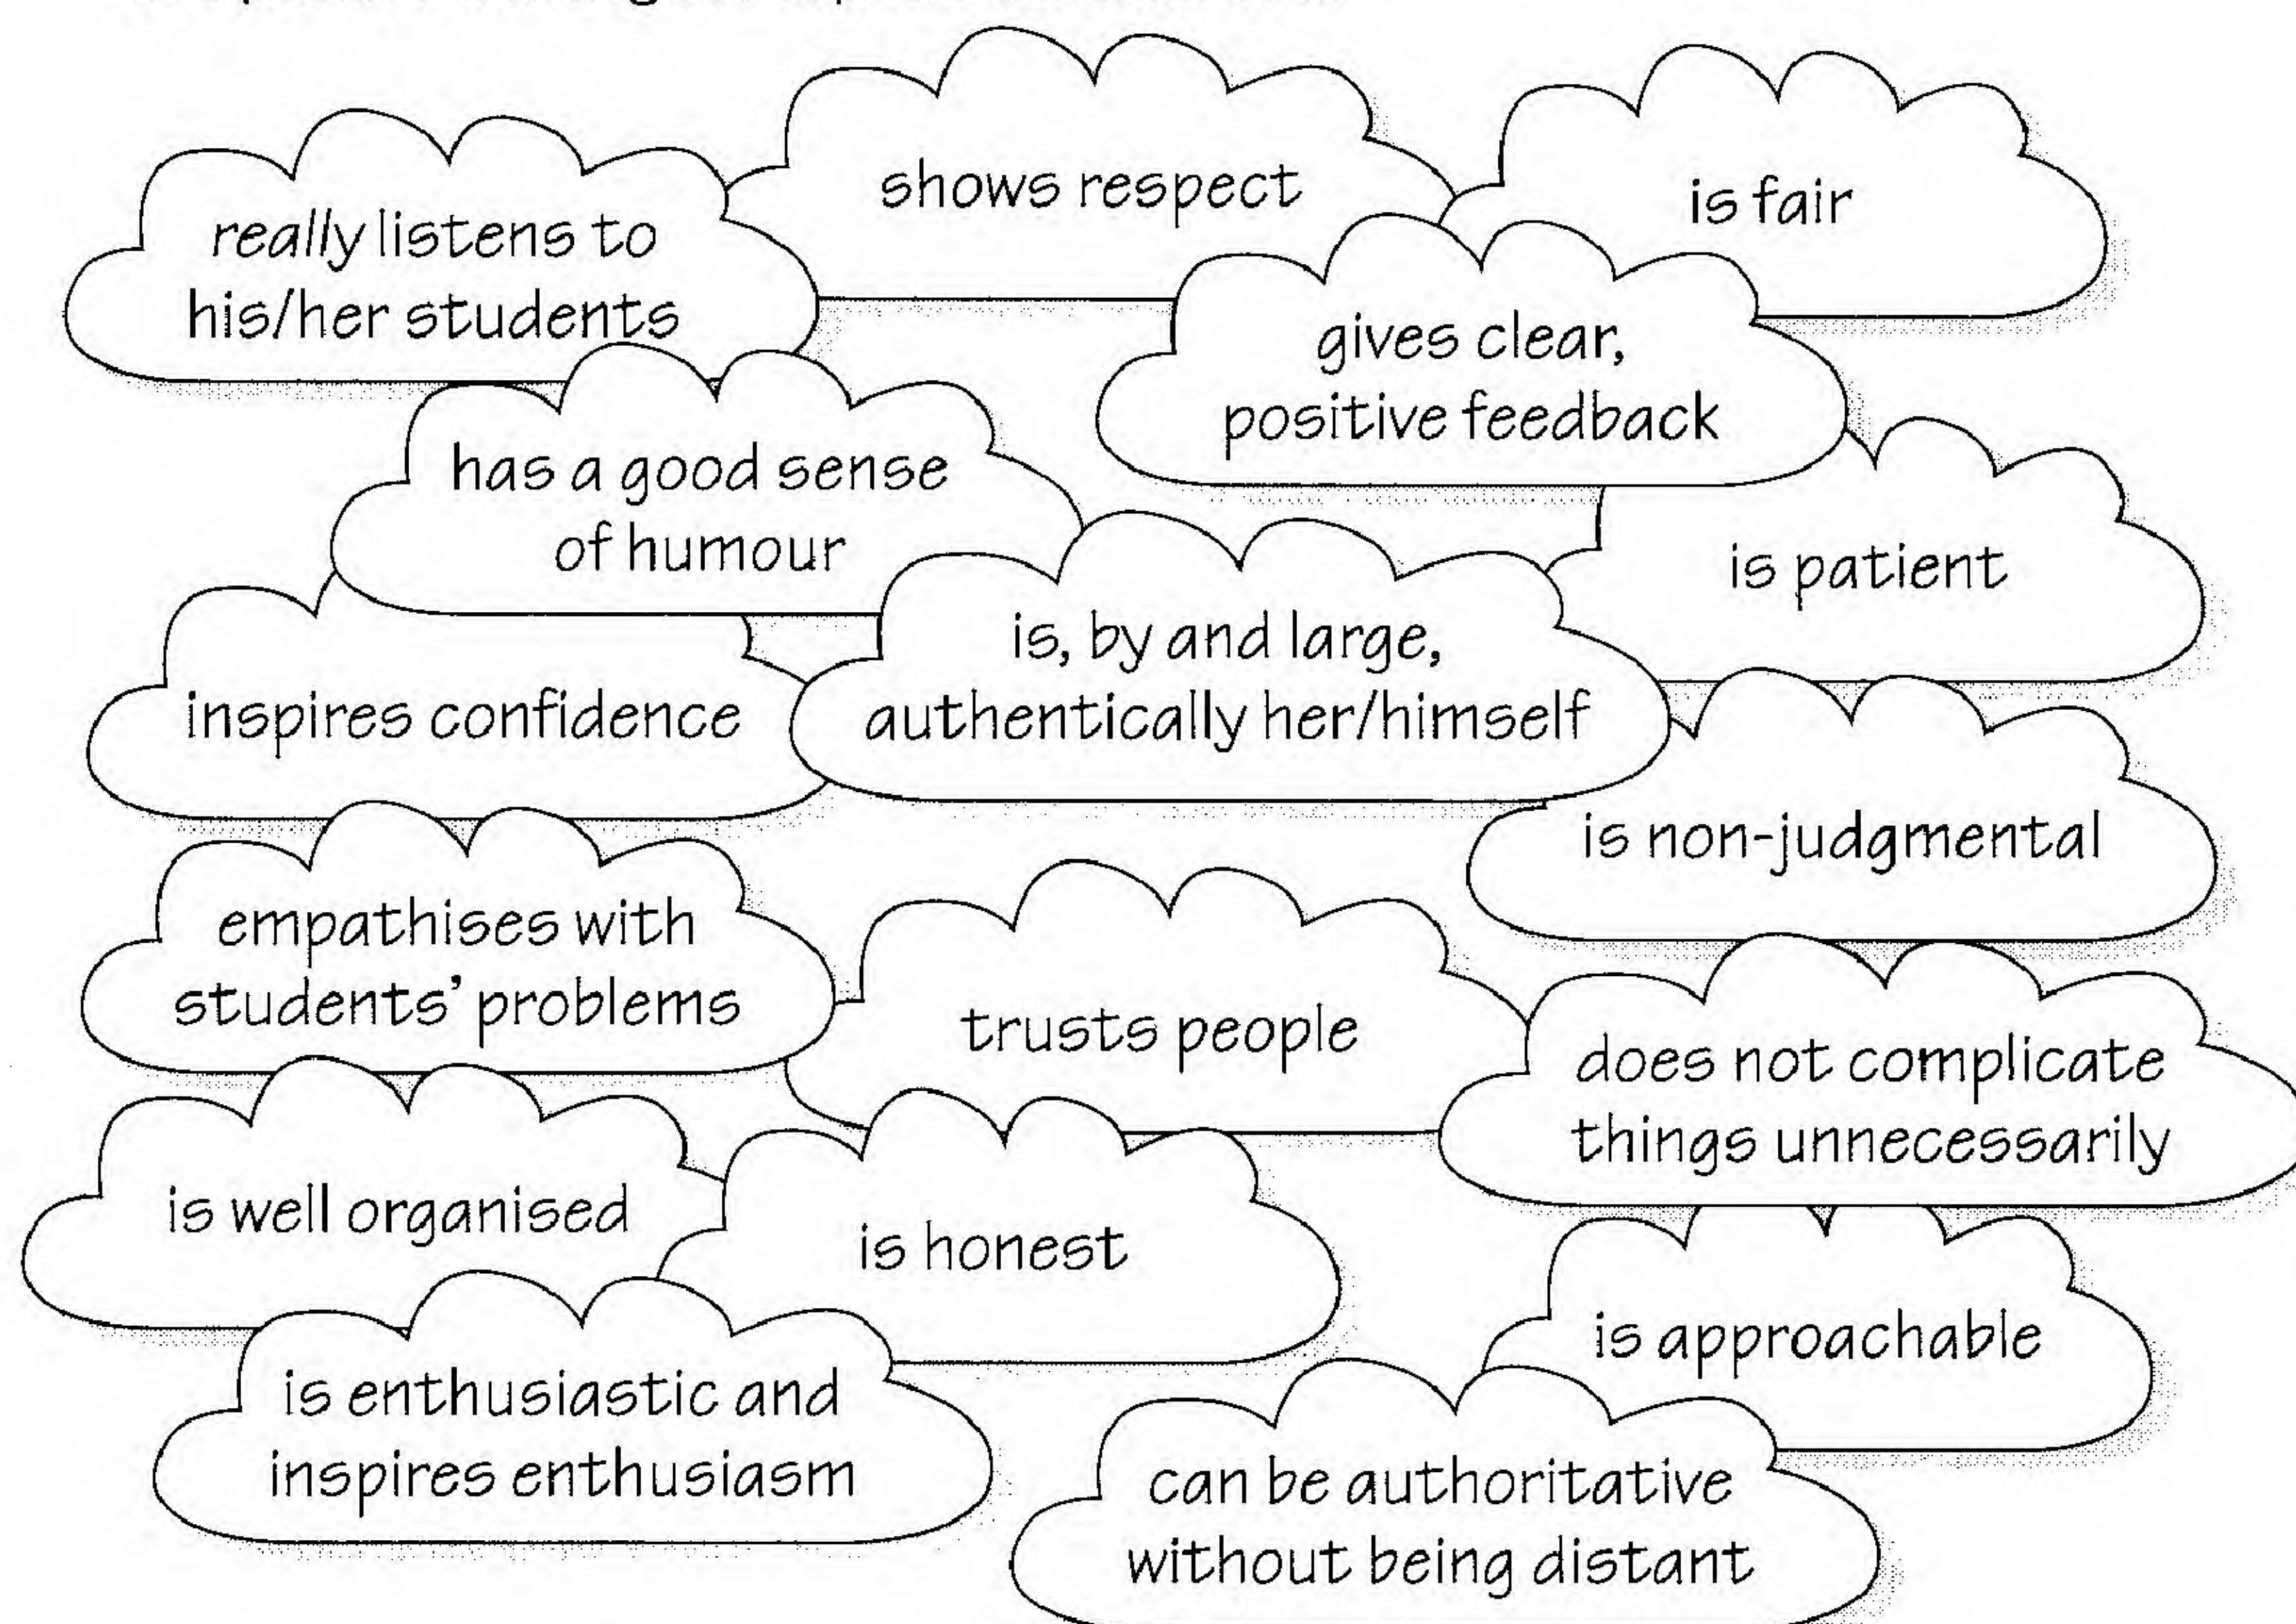 really listens to
his/her students
shows respect
is fair
gives clear,
positive feedback
has a good sense
of humour
is patient
is, by and large,
authentically her/himself
inspires confidence
is non-judgmental
empathises with
students' problems
trusts people
does not complicate
things unnecessarily
is well organised
is honest
is approachable
is enthusiastic and
inspires enthusiasm
can be authoritative
without being distant